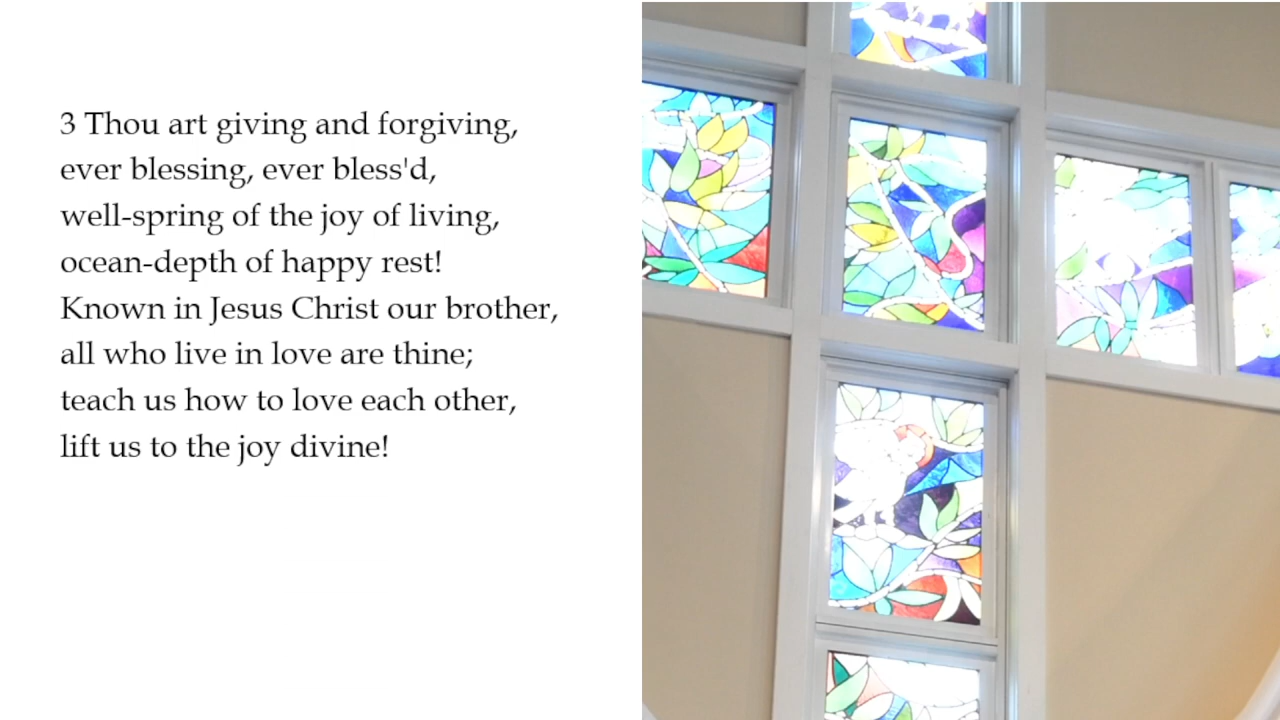 3 Thou art giving and forgiving,
ever blessing, ever bless'd,
well-spring of the joy of living,
ocean-depth of happy rest!
Known in Jesus Christ our brother,
all who live in love are thine;
teach us how to love each other,
lift us to the joy divine!